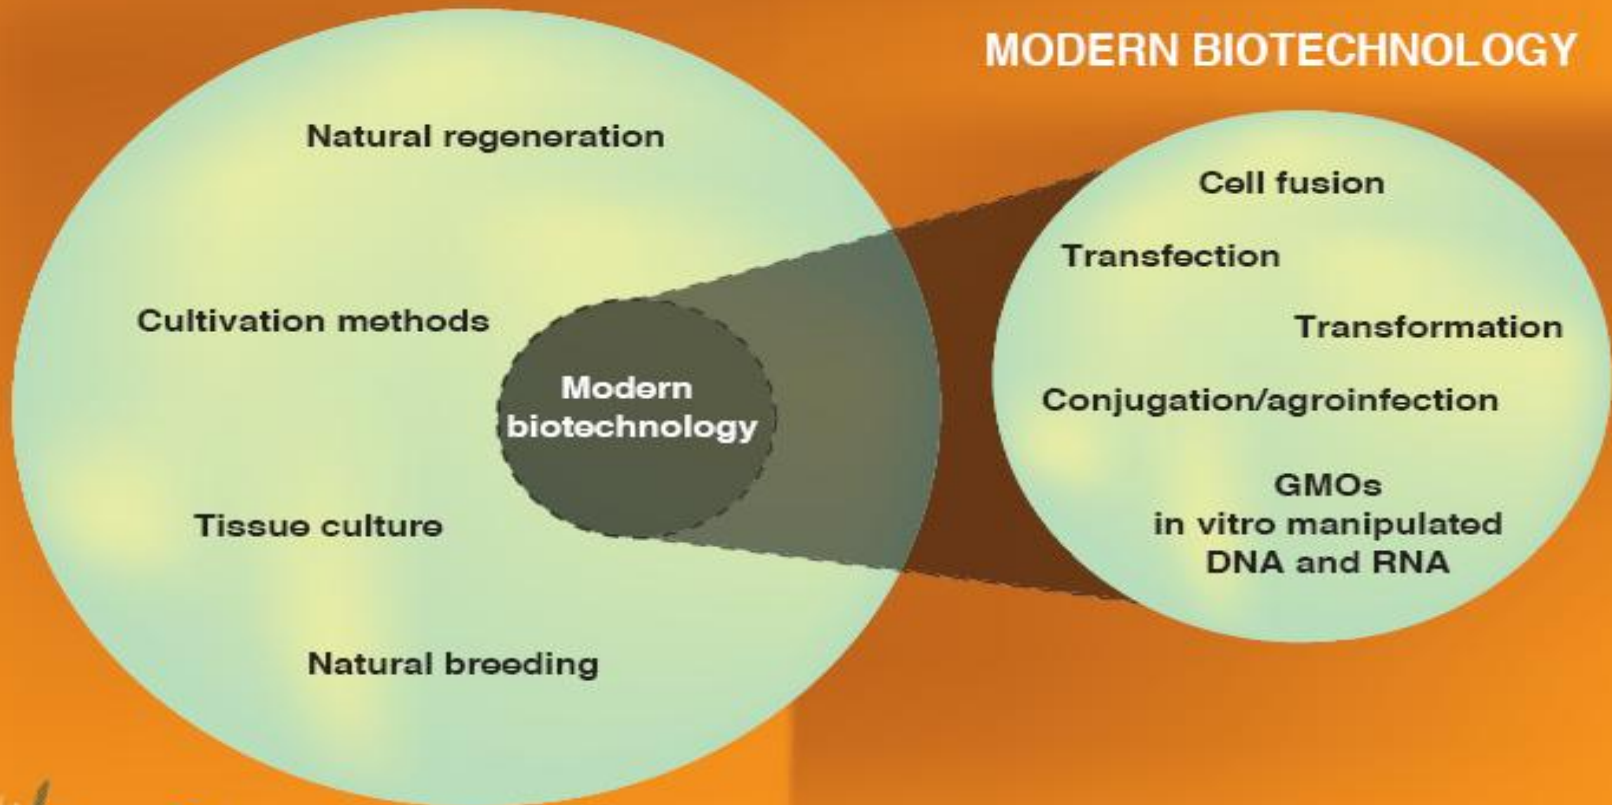 MODERN BIOTECHNOLOGY
Natural regeneration
Cultivation methods
Modern
biotechnology
Tissue culture
Natural breeding
Cell fusion
Transfection
Transformation
Conjugation/agroinfection
GMOs
in vitro manipulated
DNA and RNA